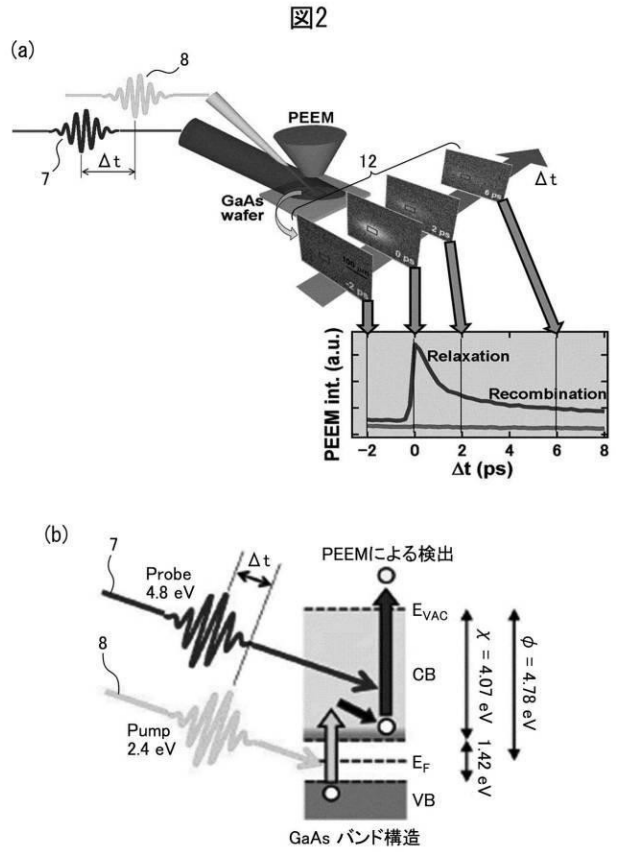 図2
(a)
8
7
Δt
PEEM
12
GaAs
wafer
Δt
-2 ps
0 ps
2 ps
6 ps
100 μm
PEEM int. (a.u.)
Relaxation
Recombination
-2 0 2 4 6 8
Δt (ps)
(b)
7
Probe
4.8 eV
Δt
8
Pump
2.4 eV
PEEMによる検出
E_VAC
CB
E_F
VB
χ = 4.07 eV
1.42 eV
φ = 4.78 eV
GaAs バンド構造